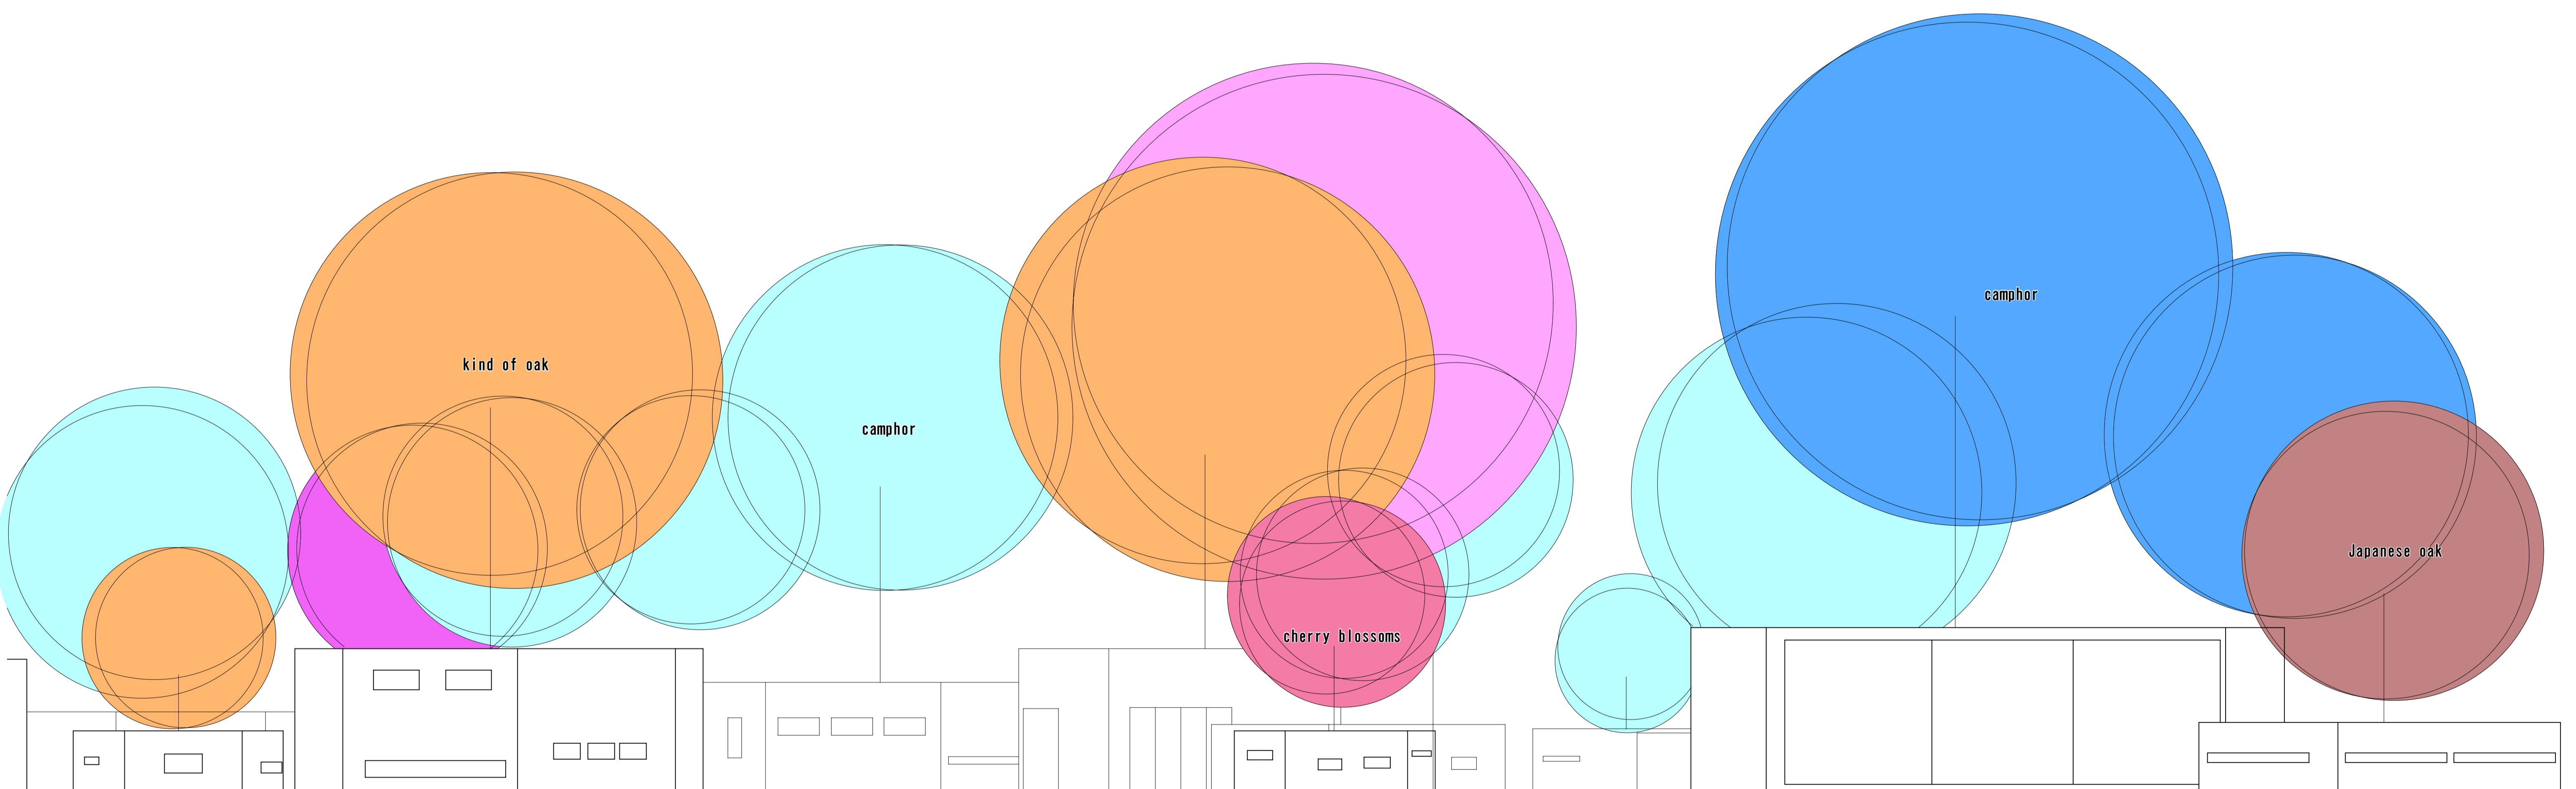 kind of oak
camphor
cherry blossoms
camphor
Japanese oak